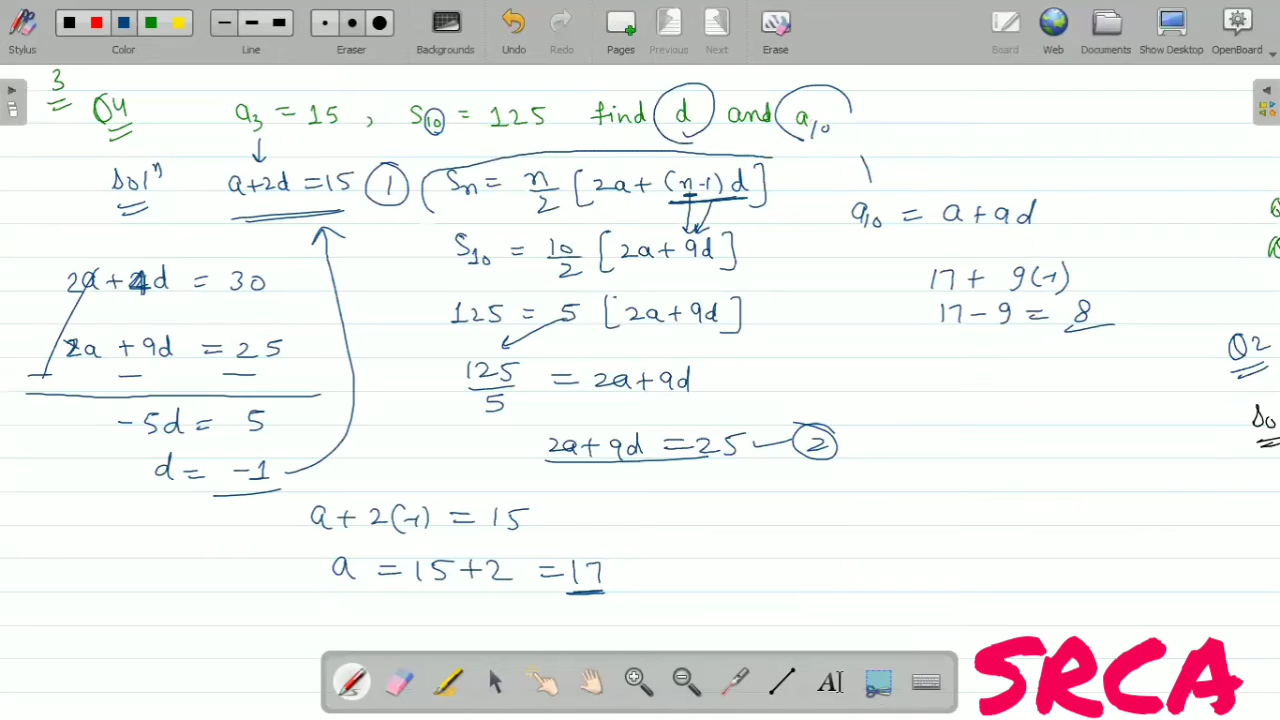 Stylus Color Line Eraser Backgrounds Undo Redo Pages Previous Next Erase Board Web Documents Show Desktop OpenBoard
3
Q4 a₃ = 15 , S₁₀ = 125 find d and a₁₀
Solⁿ a+2d = 15 ① Sn = n/2 [2a + (n-1)d]
a₁₀ = a + 9d
S₁₀ = 10/2 [2a + 9d]
2a + 4d = 30
17 + 9(-1)
125 = 5 [2a + 9d]
17 - 9 = 8
2a + 9d = 25
Q2
125/5 = 2a + 9d
-5d = 5
So
2a + 9d = 25 — ②
d = -1
a + 2(-1) = 15
a = 15 + 2 = 17
SRCA